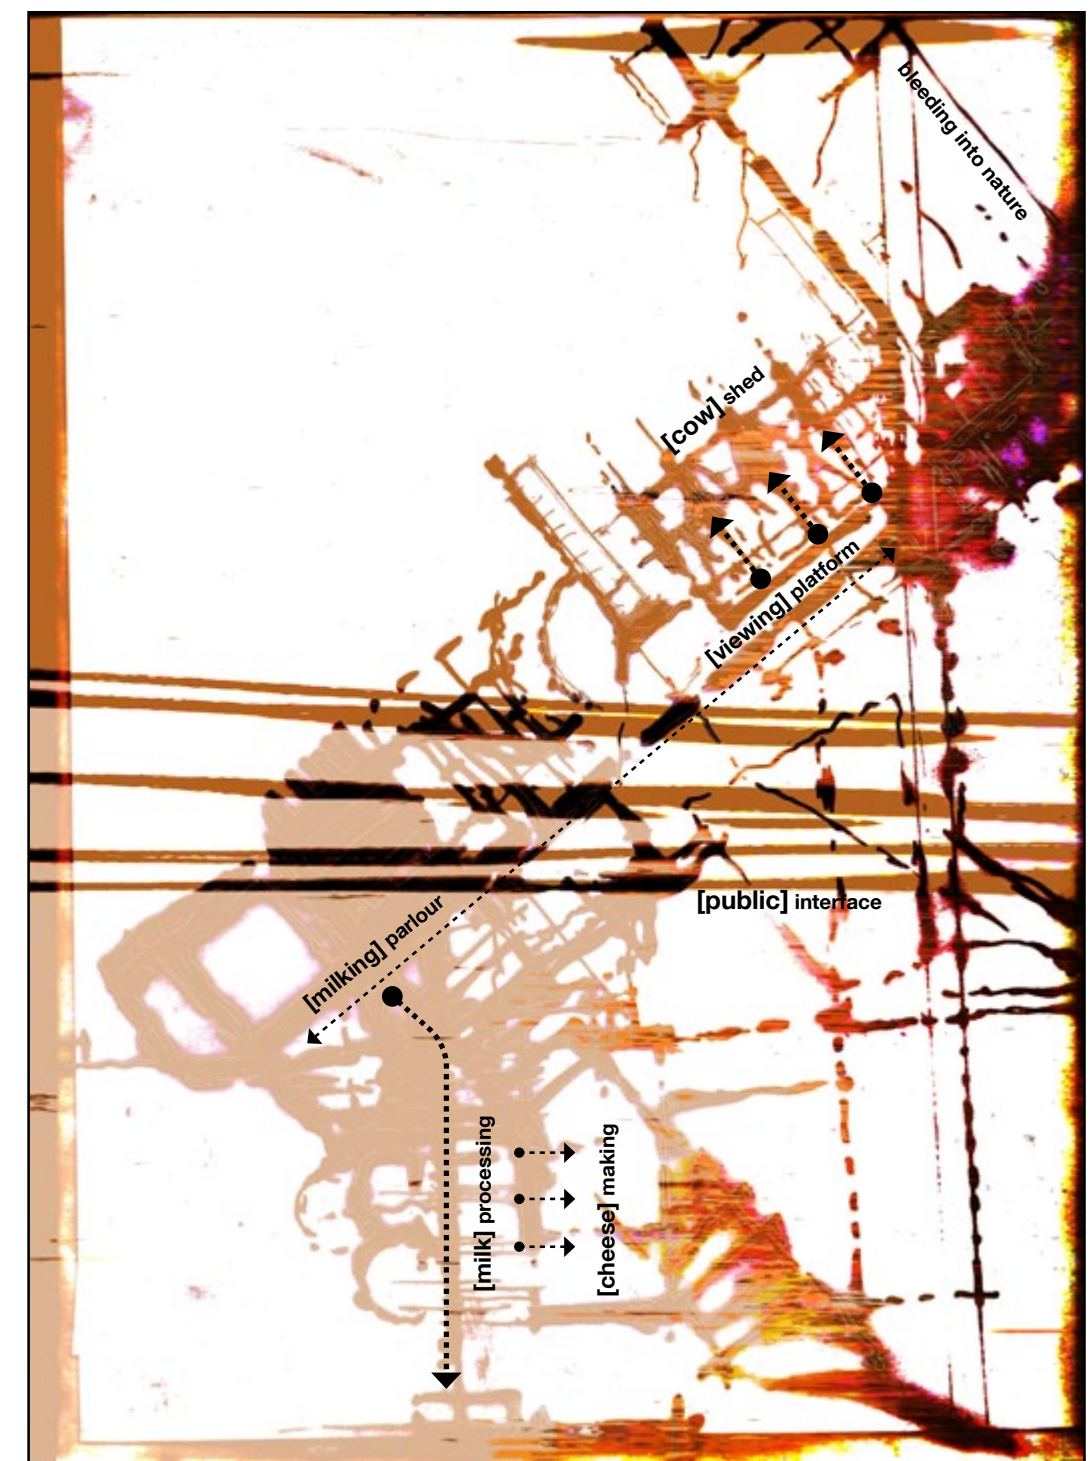 bleeding into nature
[cow] shed
[viewing] platform
[public] interface
[milking] parlour
[milk] processing
[cheese] making